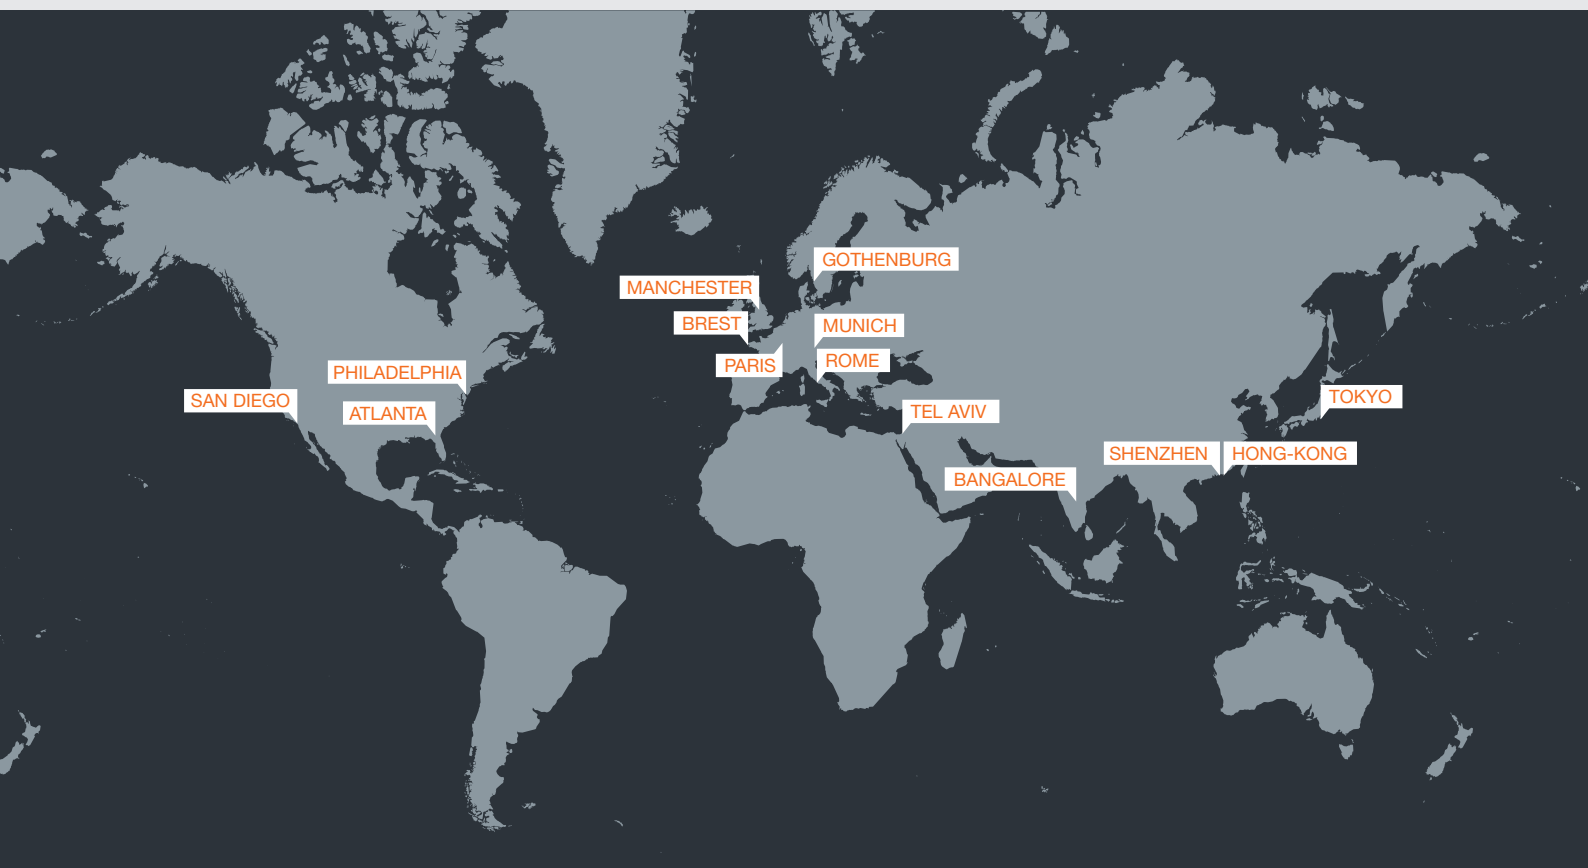 GOTHENBURG
MANCHESTER
BREST
MUNICH
PARIS
ROME
PHILADELPHIA
SAN DIEGO
ATLANTA
TEL AVIV
TOKYO
SHENZHEN
HONG-KONG
BANGALORE